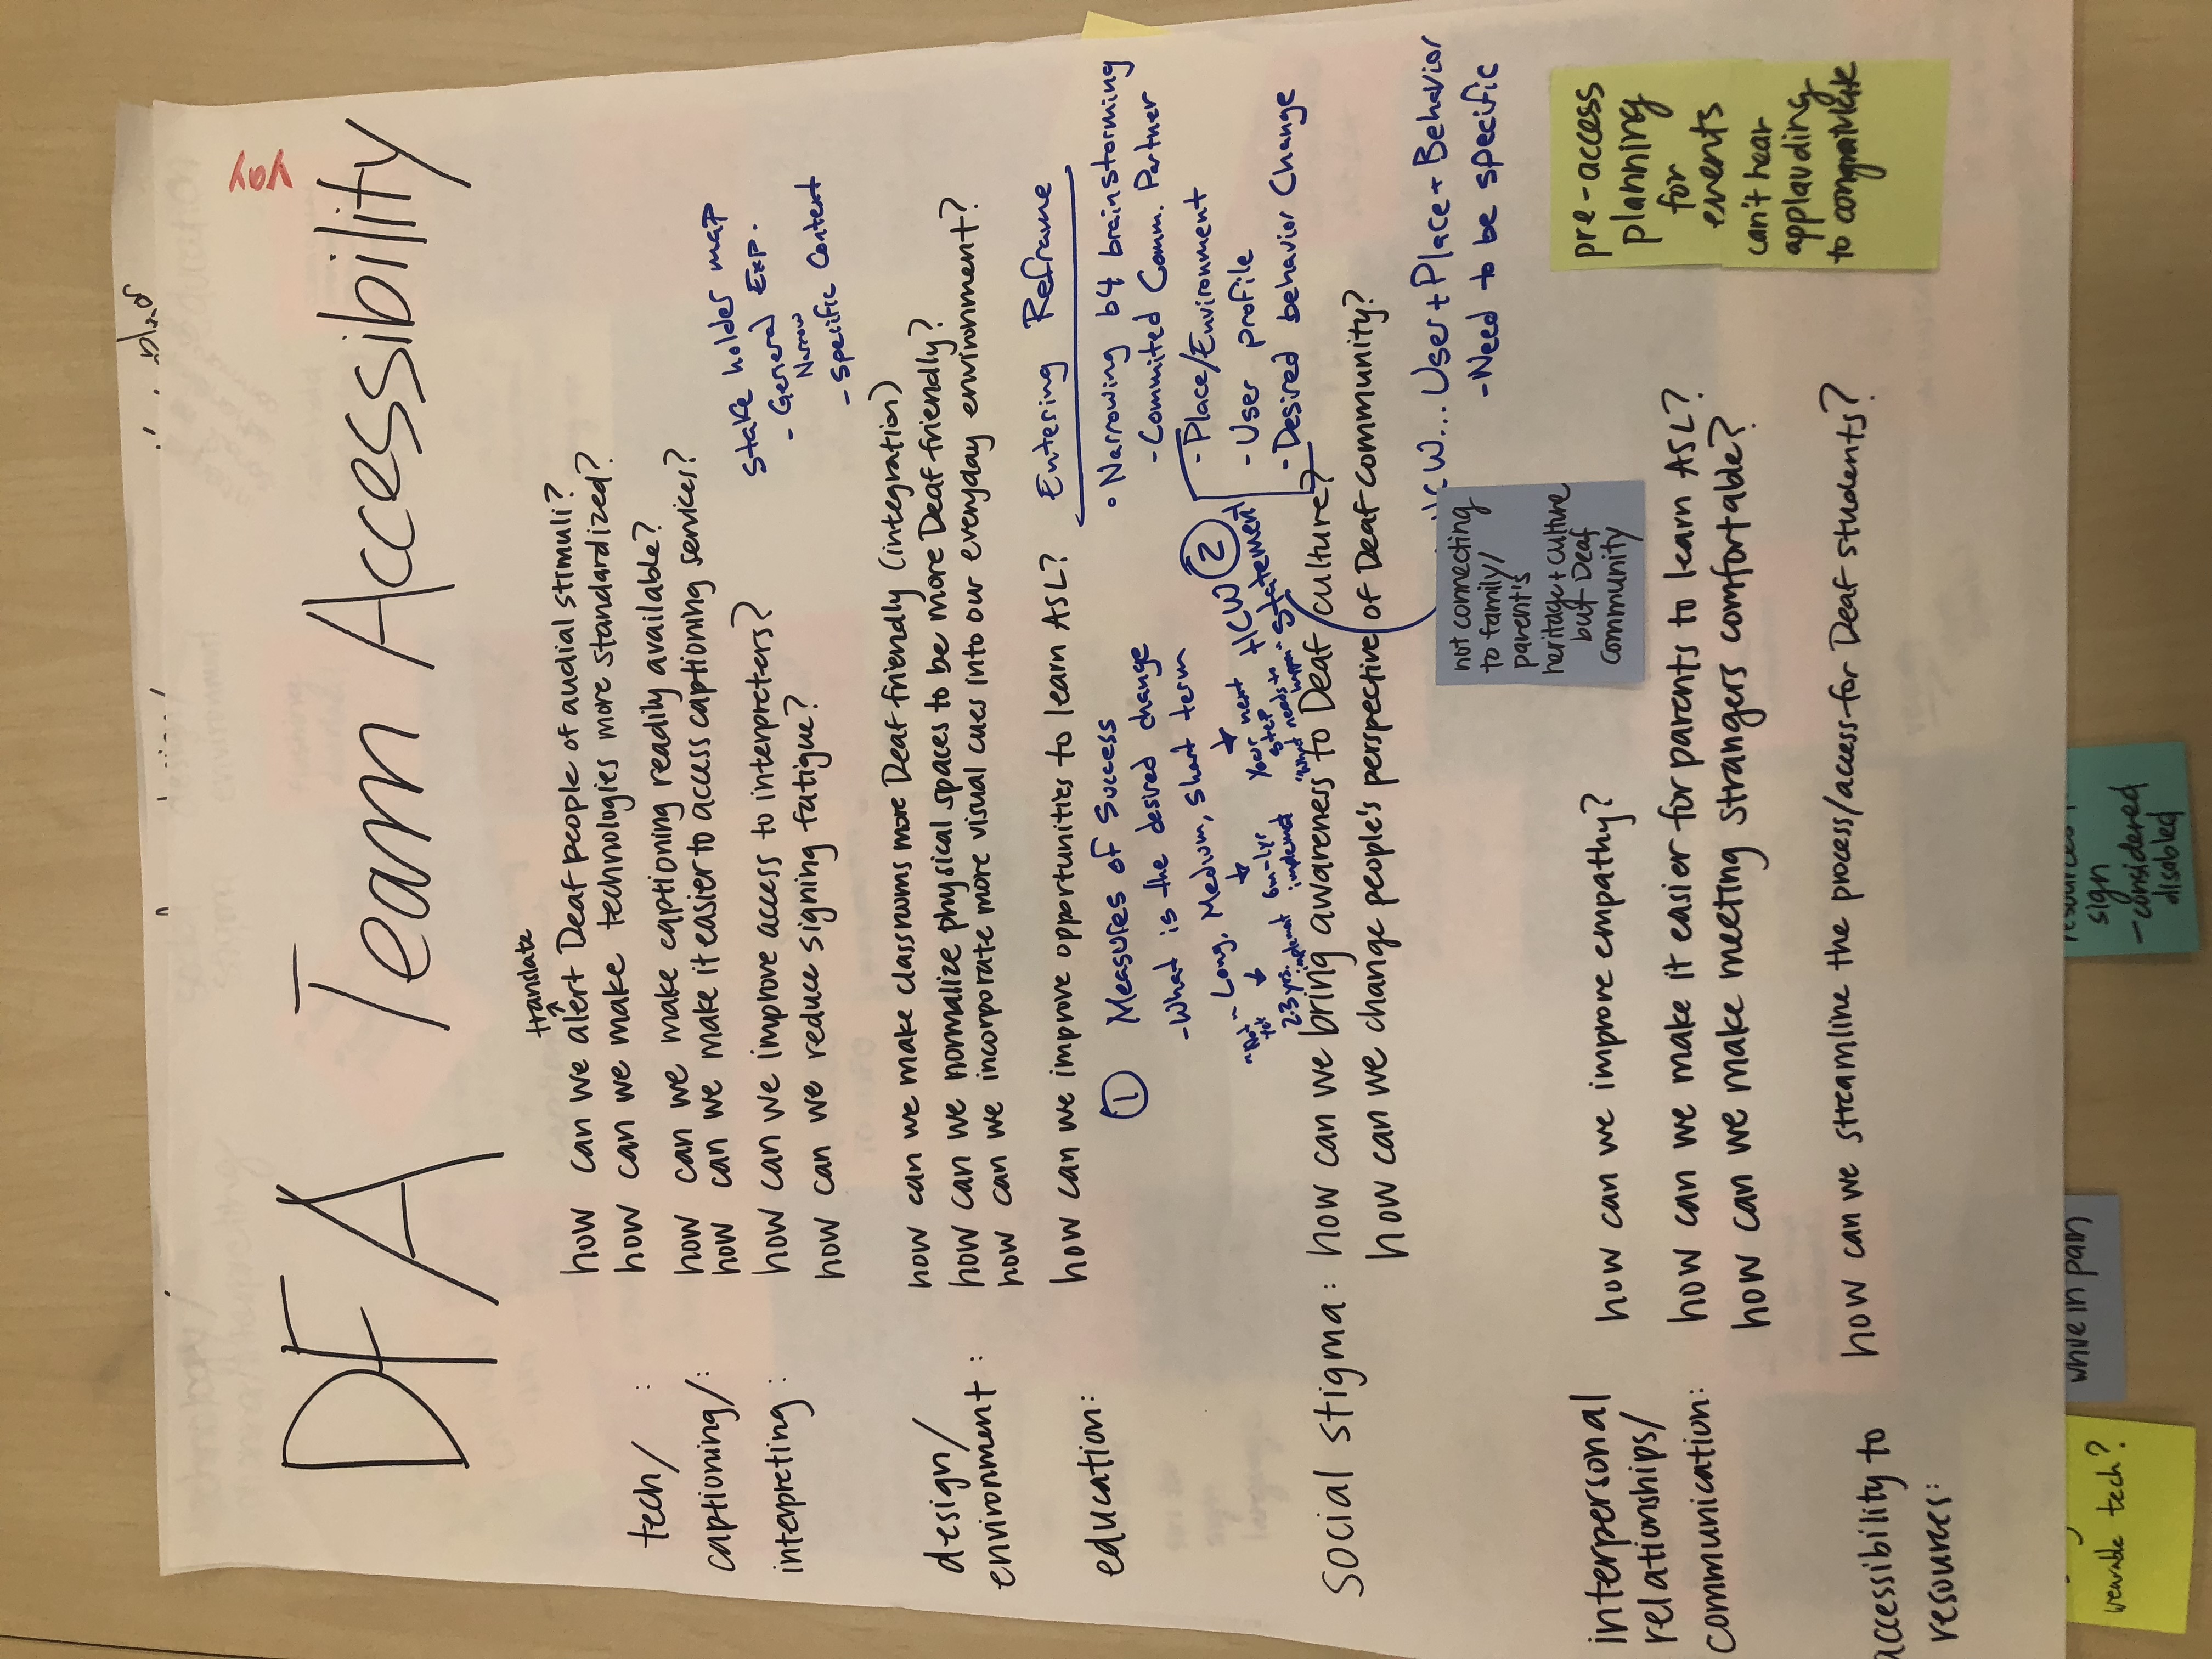 yay
DFA Team Accessibility
translate
how can we alert Deaf people of audial stimuli?
how can we make technologies more standardized?
tech/ :
how can we make captioning readily available?
captioning/:
how can we make it easier to access captioning services?
interpreting:
how can we improve access to interpreters?
how can we reduce signing fatigue?
Stake holder map
- General Exp.
Narrow
- Specific Context
design/
environment:
how can we make classrooms more Deaf friendly (integration)
how can we normalize physical spaces to be more Deaf friendly?
how can we incorporate more visual cues into our everyday environment?
education:
how can we improve opportunities to learn ASL?
Entering Reframe
• Narrowing b4 brainstorming
- Commited Comm. Partner
- Place/Environment
- User profile
- Desired behavior Change
① Measures of Success
- What is the desired change
- Long, Medium, Short term
"Not yet"
2-3 yrs. implement
6m-1yr implement
Your next step
"What needs to happen"
HCW ②
Statement
social stigma: how can we bring awareness to Deaf culture?
how can we change people's perspective of Deaf community?
HCW... User + Place + Behavior
- Need to be specific
not connecting
to family/
parent's
heritage + culture
but Deaf
community
interpersonal
relationships/
communication:
how can we improve empathy?
how can we make it easier for parents to learn ASL?
how can we make meeting strangers comfortable?
pre-access
planning
for
events
can't hear
applauding
to congratulate
accessibility to
resources:
how can we streamline the process/access for Deaf students?
wearable tech?
while in pain
resources
sign
- considered
disabled